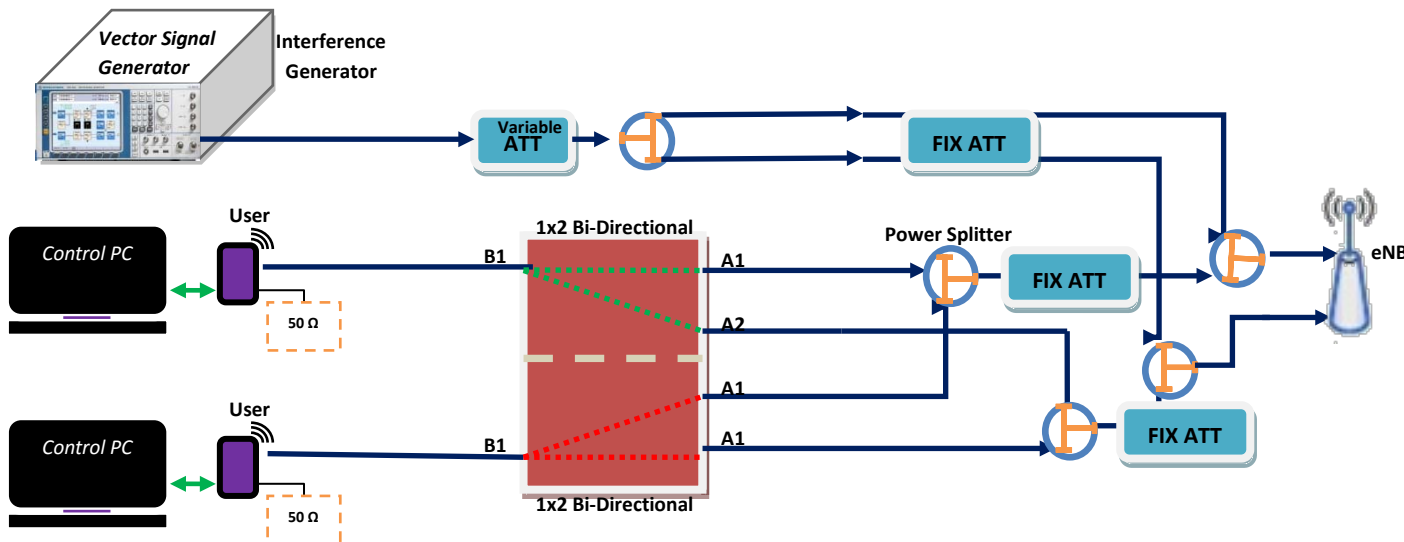 Vector Signal
Generator
Interference
Generator
Variable
ATT
FIX ATT
User
Control PC
50 Ω
1x2 Bi-Directional
B1
A1
A2
Power Splitter
FIX ATT
eNB
User
Control PC
50 Ω
B1
A1
A1
FIX ATT
1x2 Bi-Directional